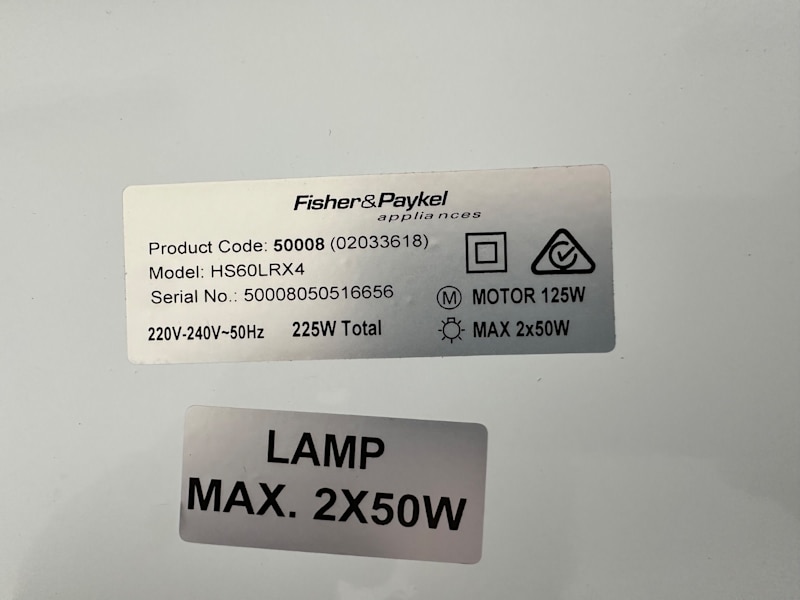 Fisher&Paykel
appliances
Product Code: 50008 (02033618)
Model: HS60LRX4
Serial No.: 50008050516656
M MOTOR 125W
220V-240V~50Hz 225W Total
MAX 2x50W
LAMP
MAX. 2X50W